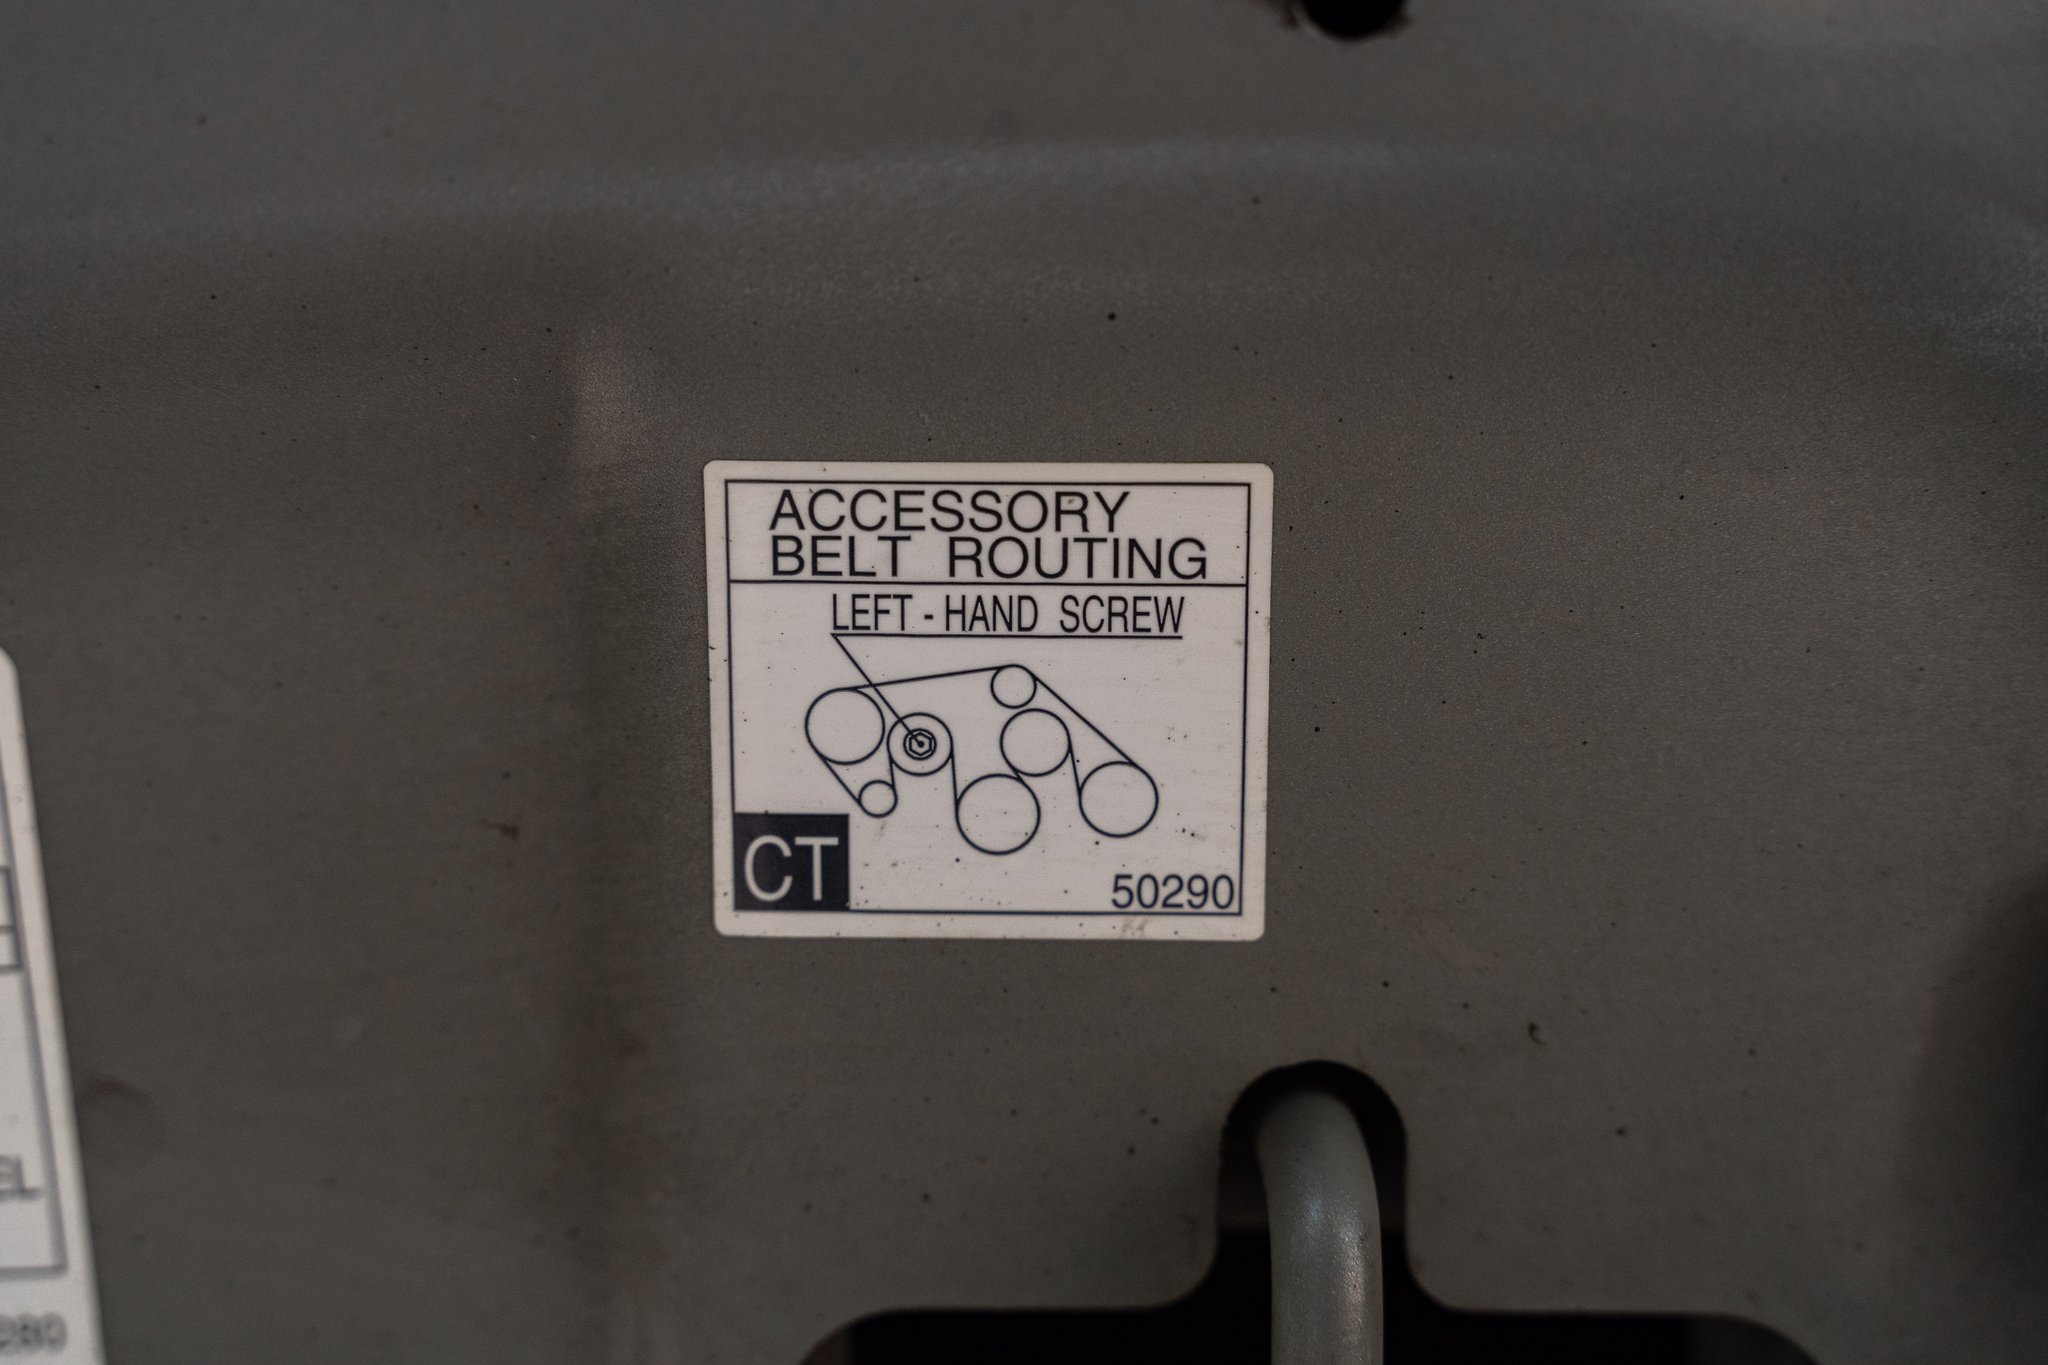 ACCESSORY
BELT ROUTING
LEFT - HAND SCREW
CT
50290